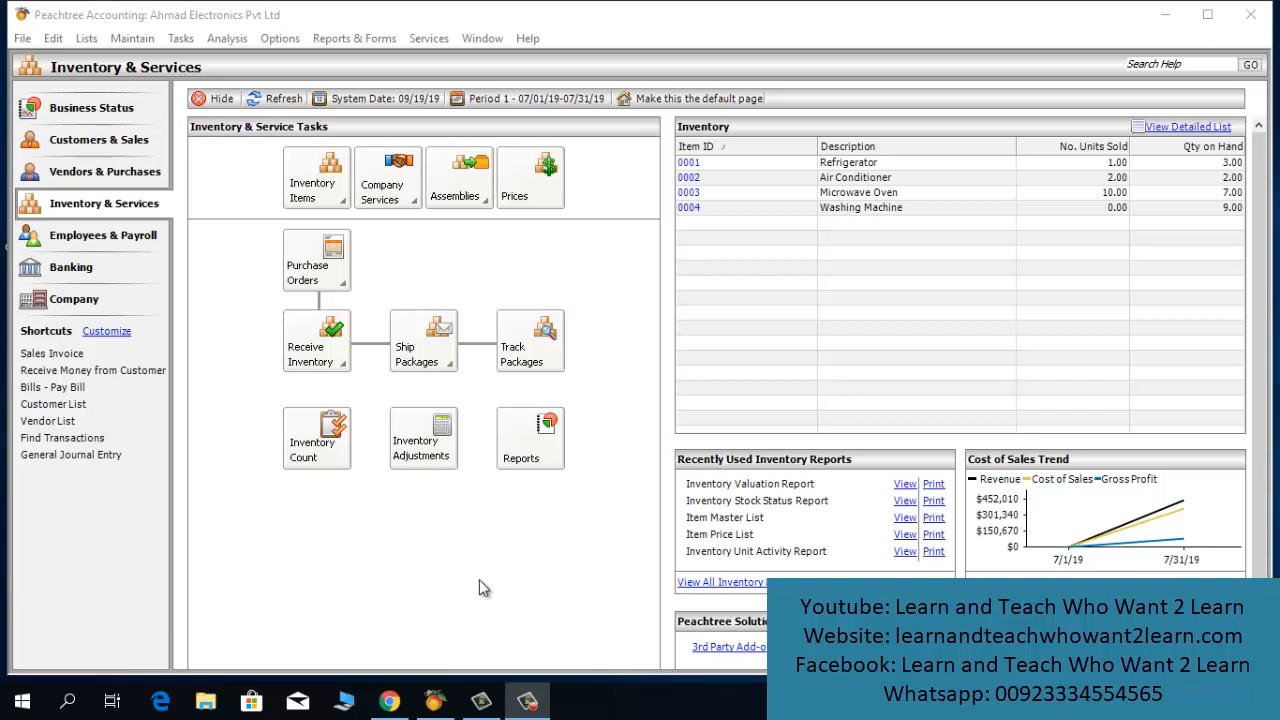 Peachtree Accounting: Ahmad Electronics Pvt Ltd
File Edit Lists Maintain Tasks Analysis Options Reports & Forms Services Window Help
Inventory & Services
Search Help GO
Business Status
Customers & Sales
Vendors & Purchases
Inventory & Services
Employees & Payroll
Banking
Company
Shortcuts Customize
Sales Invoice
Receive Money from Customer
Bills - Pay Bill
Customer List
Vendor List
Find Transactions
General Journal Entry
Hide Refresh System Date: 09/19/19 Period 1 - 07/01/19-07/31/19 Make this the default page
Inventory & Service Tasks
Inventory Items
Company Services
Assemblies
Prices
Purchase Orders
Receive Inventory
Ship Packages
Track Packages
Inventory Count
Inventory Adjustments
Reports
Inventory View Detailed List
Item ID Description No. Units Sold Qty on Hand
0001 Refrigerator 1.00 3.00
0002 Air Conditioner 2.00 2.00
0003 Microwave Oven 10.00 7.00
0004 Washing Machine 0.00 9.00
Recently Used Inventory Reports
Inventory Valuation Report View Print
Inventory Stock Status Report View Print
Item Master List View Print
Item Price List View Print
Inventory Unit Activity Report View Print
View All Inventory
Cost of Sales Trend
Revenue Cost of Sales Gross Profit
$452,010
$301,340
$150,670
$0
7/1/19 7/31/19
Peachtree Solutio
3rd Party Add-o
Youtube: Learn and Teach Who Want 2 Learn
Website: learnandteachwhowant2learn.com
Facebook: Learn and Teach Who Want 2 Learn
Whatsapp: 00923334554565